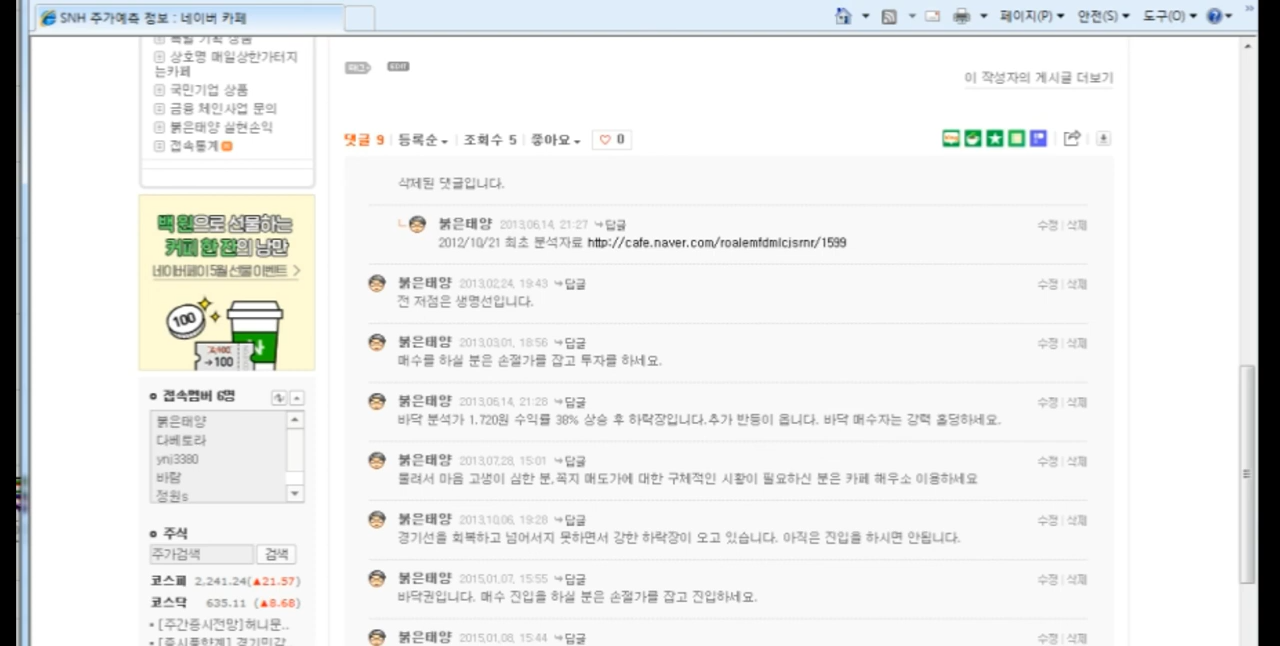 SNH 주가예측 정보 : 네이버 카페
페이지(P) 안전(S) 도구(O)
특별 기획 상품
상호명 매일상한가터지
는카페
국민기업 상품
금융 체인사업 문의
붉은태양 실현손익
접속통계
백 원으로 선물하는
커피 한 잔의 낭만
네이버페이 5월 선물이벤트 >
100
→100
접속멤버 6명
붉은태양
다베토라
ynj3380
바람
정원s
주식
주가검색 검색
코스피 2,241.24(▲21.57)
코스닥 635.11 (▲8.68)
• [주간증시전망]허니문..
태그 EDIT
이 작성자의 게시글 더보기
댓글 9 등록순 조회수 5 좋아요 ♡ 0
삭제된 댓글입니다.
붉은태양 2013.06.14. 21:27 답글 수정 | 삭제
2012/10/21 최초 분석자료 http://cafe.naver.com/roalemfdmlcjsrnr/1599
붉은태양 2013.02.24. 19:43 답글 수정 | 삭제
전 저점은 생명선입니다.
붉은태양 2013.03.01. 18:56 답글 수정 | 삭제
매수를 하실 분은 손절가를 잡고 투자를 하세요.
붉은태양 2013.06.14. 21:28 답글 수정 | 삭제
바닥 분석가 1,720원 수익률 38% 상승 후 하락장입니다.추가 반등이 옵니다. 바닥 매수자는 강력 홀딩하세요.
붉은태양 2013.07.28. 15:01 답글 수정 | 삭제
물려서 마음 고생이 심한 분,꼭지 매도가에 대한 구체적인 시황이 필요하신 분은 카페 해우소 이용하세요
붉은태양 2013.10.06. 19:28 답글 수정 | 삭제
경기선을 회복하고 넘어서지 못하면서 강한 하락장이 오고 있습니다. 아직은 진입을 하시면 안됩니다.
붉은태양 2015.01.07. 15:55 답글 수정 | 삭제
바닥권입니다. 매수 진입을 하실 분은 손절가를 잡고 진입하세요.
붉은태양 2015.01.08. 15:44 답글 수정 | 삭제